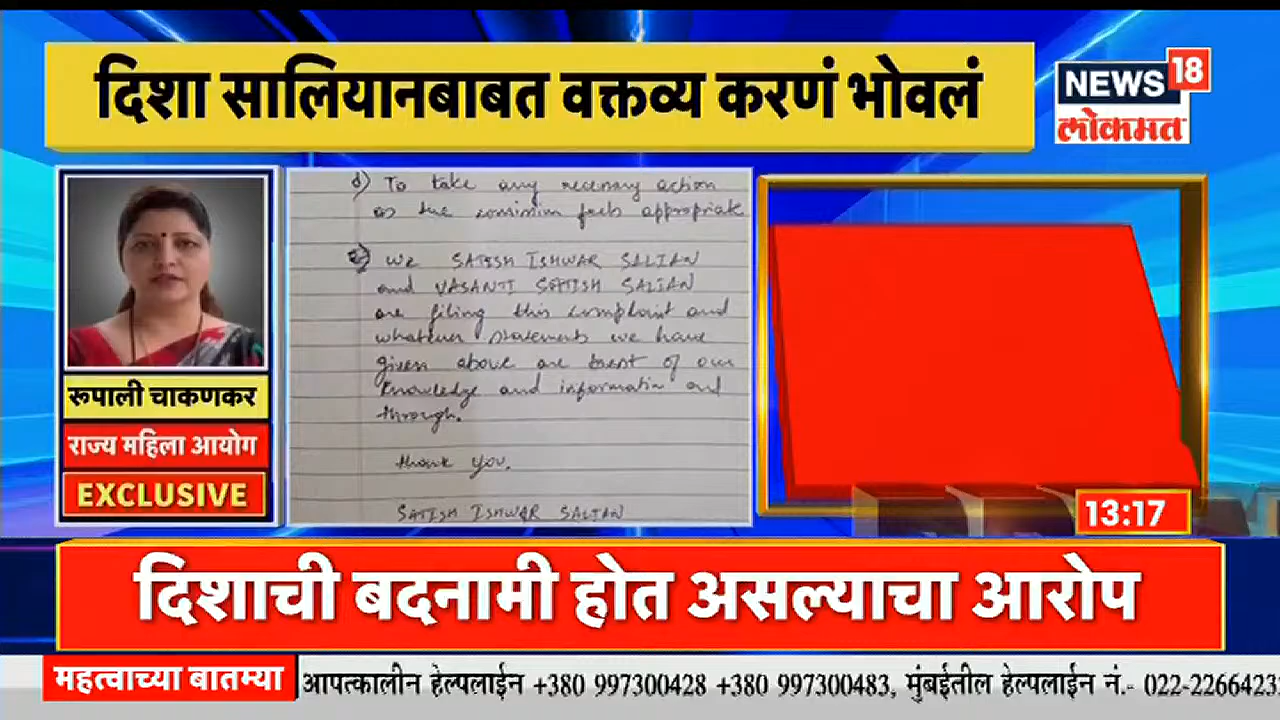 दिशा सालियानबाबत वक्तव्य करणं भोवलं
NEWS 18
लोकमत
d) To take any necessary action
as the commission feels appropriate
e) We SATISH ISHWAR SALIAN
and VASANTI SATISH SALIAN
are filing this complaint and
whatever statements we have
given above are of our
knowledge and information and
through.
Thank you.
SATISH ISHWAR SALIAN
रूपाली चाकणकर
राज्य महिला आयोग
EXCLUSIVE
13:17
दिशाची बदनामी होत असल्याचा आरोप
महत्वाच्या बातम्या
आपत्कालीन हेल्पलाईन +380 997300428 +380 997300483, मुंबईतील हेल्पलाईन नं.- 022-2266423